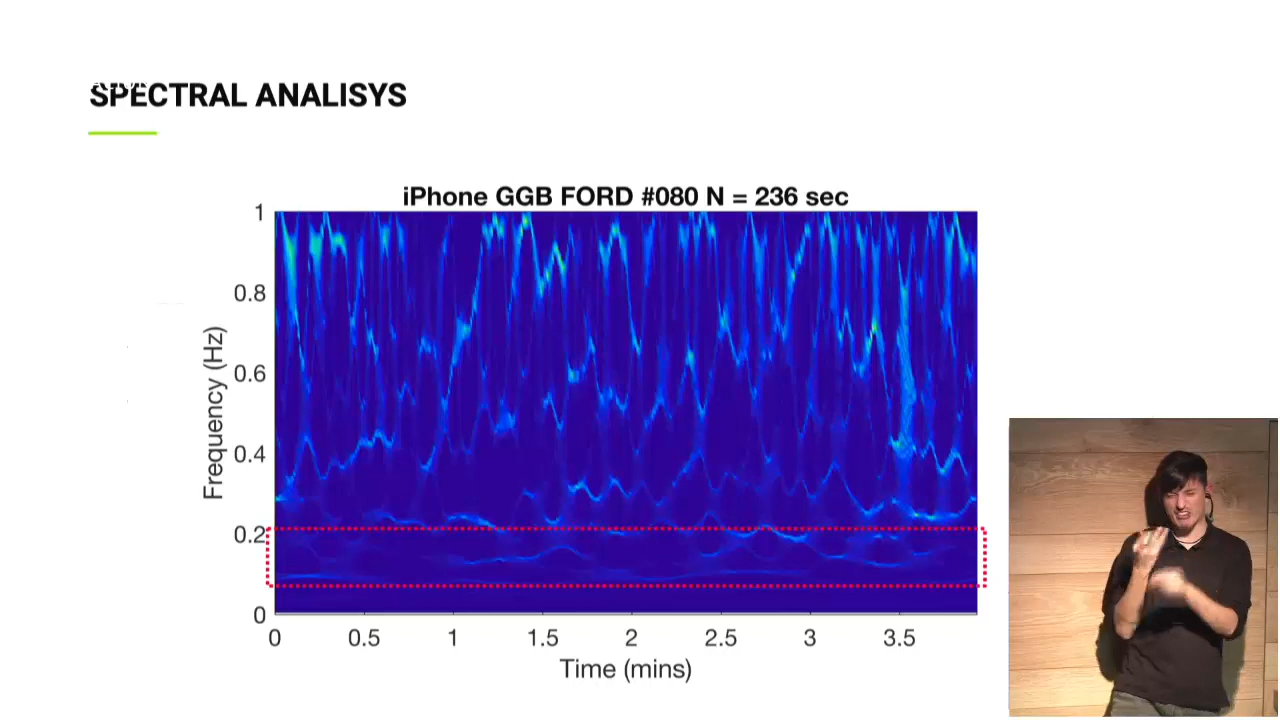 SPECTRAL ANALISYS
iPhone GGB FORD #080 N = 236 sec
1
0.8
0.6
0.4
0.2
0
Frequency (Hz)
0 0.5 1 1.5 2 2.5 3 3.5
Time (mins)